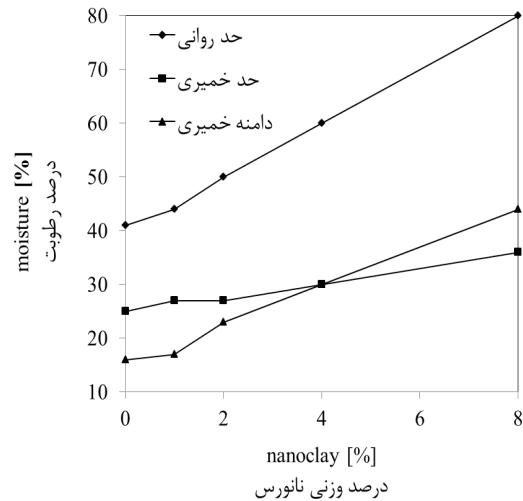 80
70
60
50
40
30
20
10
حد روانی
حد خمیری
دامنه خمیری
moisture [%]
درصد رطوبت
0
2
4
6
8
nanoclay [%]
درصد وزنی نانورس